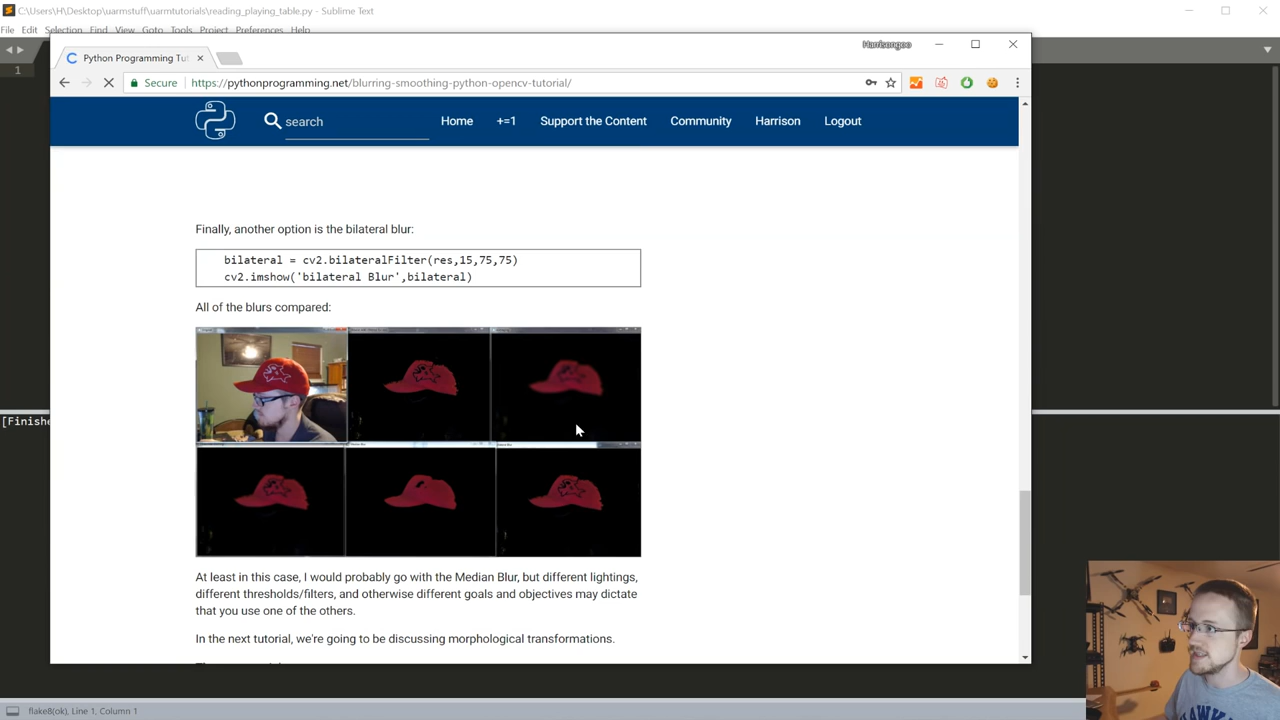 C:\Users\H\Desktop\uarmstuff\uarmtutorials\reading_playing_table.py - Sublime Text
File Edit Selection Find View Goto Tools Project Preferences Help
Python Programming Tu
Harrisongoo
Secure https://pythonprogramming.net/blurring-smoothing-python-opencv-tutorial/
1
search Home +=1 Support the Content Community Harrison Logout
Finally, another option is the bilateral blur:
bilateral = cv2.bilateralFilter(res,15,75,75)
cv2.imshow('bilateral Blur',bilateral)
All of the blurs compared:
[Finishe
At least in this case, I would probably go with the Median Blur, but different lightings,
different thresholds/filters, and otherwise different goals and objectives may dictate
that you use one of the others.
In the next tutorial, we're going to be discussing morphological transformations.
flake8(ok), Line 1, Column 1